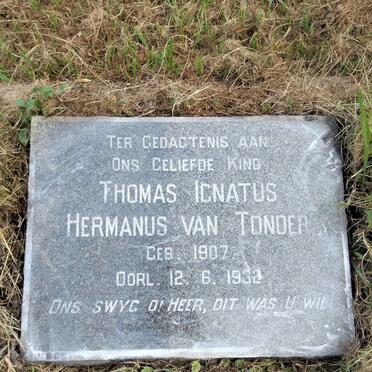 TER GEDAGTENIS AAN
ONS GELIEFDE KIND
THOMAS IGNATUS
HERMANUS VAN TONDER
GEB. 1907
OORL. 12. 6. 1932
ONS SWYG O! HEER, DIT WAS U WIL